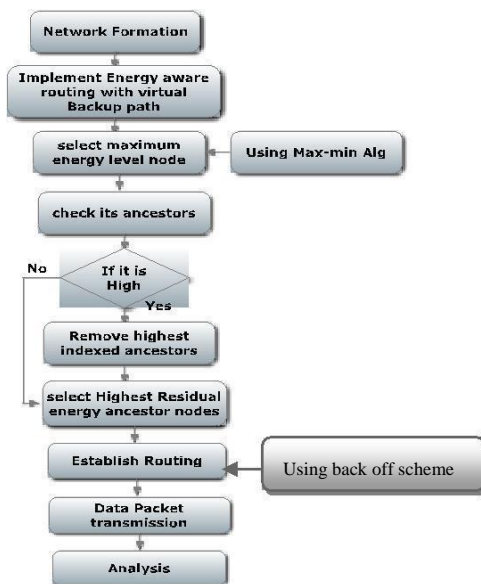 Network Formation
Implement Energy aware
routing with virtual
Backup path
select maximum
energy level node
Using Max-min Alg
check its ancestors
No
If it is
High
Yes
Remove highest
indexed ancestors
select Highest Residual
energy ancestor nodes
Establish Routing
Using back off scheme
Data Packet
transmission
Analysis